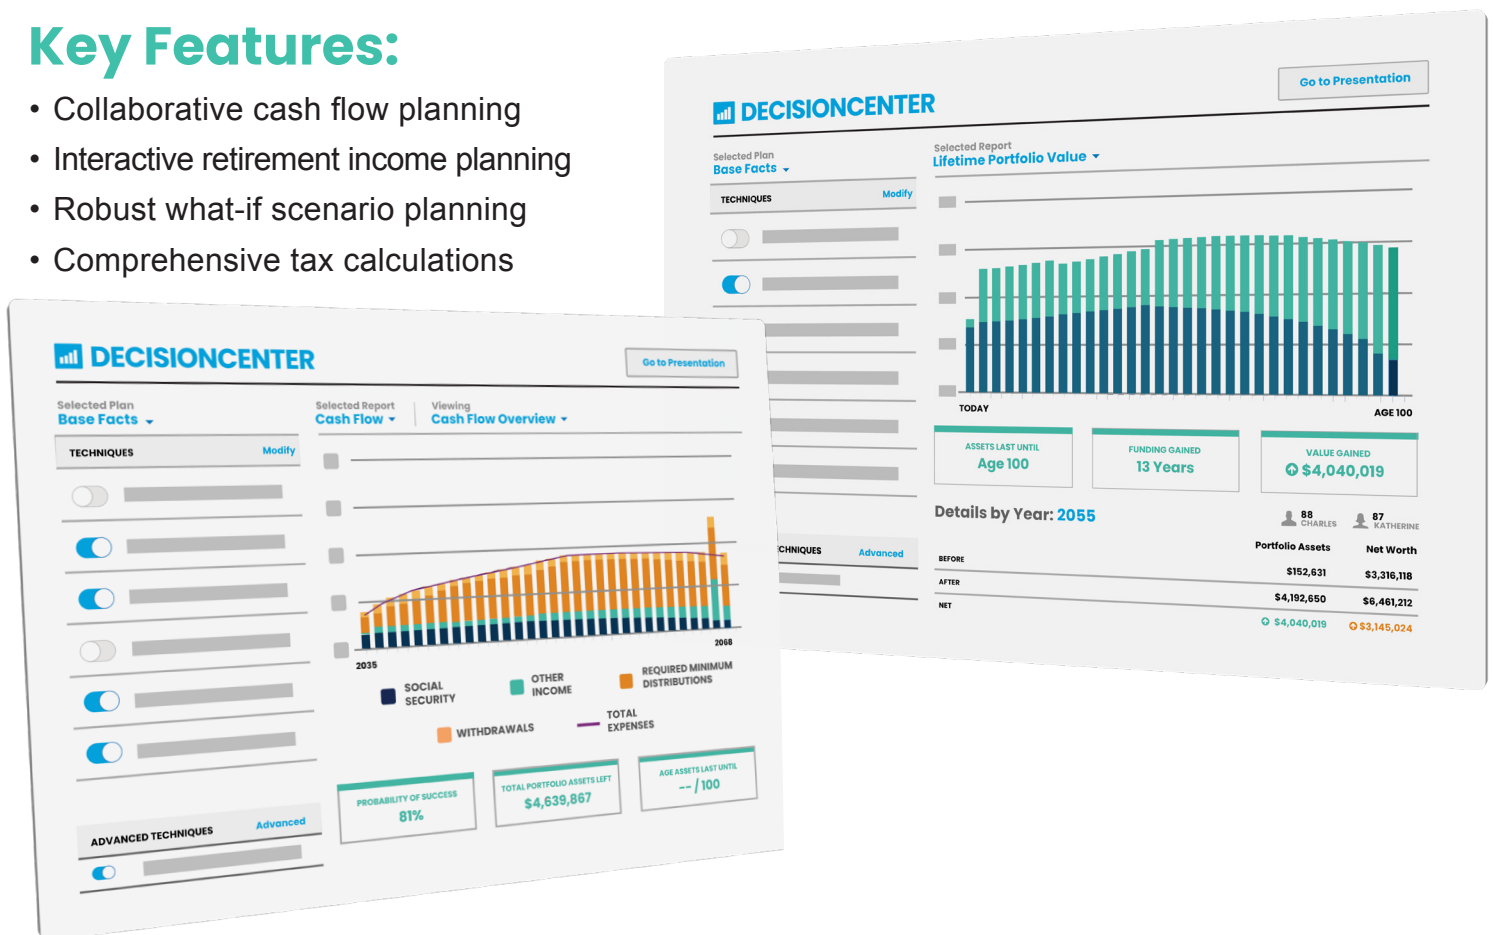 Key Features:
• Collaborative cash flow planning
• Interactive retirement income planning
• Robust what-if scenario planning
• Comprehensive tax calculations
DECISIONCENTER
Go to Presentation
Selected Plan
Base Facts
Selected Report
Lifetime Portfolio Value
TECHNIQUES
Modify
TODAY
AGE 100
ASSETS LAST UNTIL
Age 100
FUNDING GAINED
13 Years
VALUE GAINED
$4,040,019
Details by Year: 2055
88
CHARLES
87
KATHERINE
Portfolio Assets
Net Worth
BEFORE
$152,631
$3,316,118
AFTER
$4,192,650
$6,461,212
NET
$4,040,019
$3,145,024
CHNIQUES
Advanced
DECISIONCENTER
Go to Presentation
Selected Plan
Base Facts
Selected Report
Cash Flow
Viewing
Cash Flow Overview
TECHNIQUES
Modify
2035
2068
SOCIAL
SECURITY
OTHER
INCOME
REQUIRED MINIMUM
DISTRIBUTIONS
WITHDRAWALS
TOTAL
EXPENSES
PROBABILITY OF SUCCESS
81%
TOTAL PORTFOLIO ASSETS LEFT
$4,639,867
AGE ASSETS LAST UNTIL
-- / 100
ADVANCED TECHNIQUES
Advanced